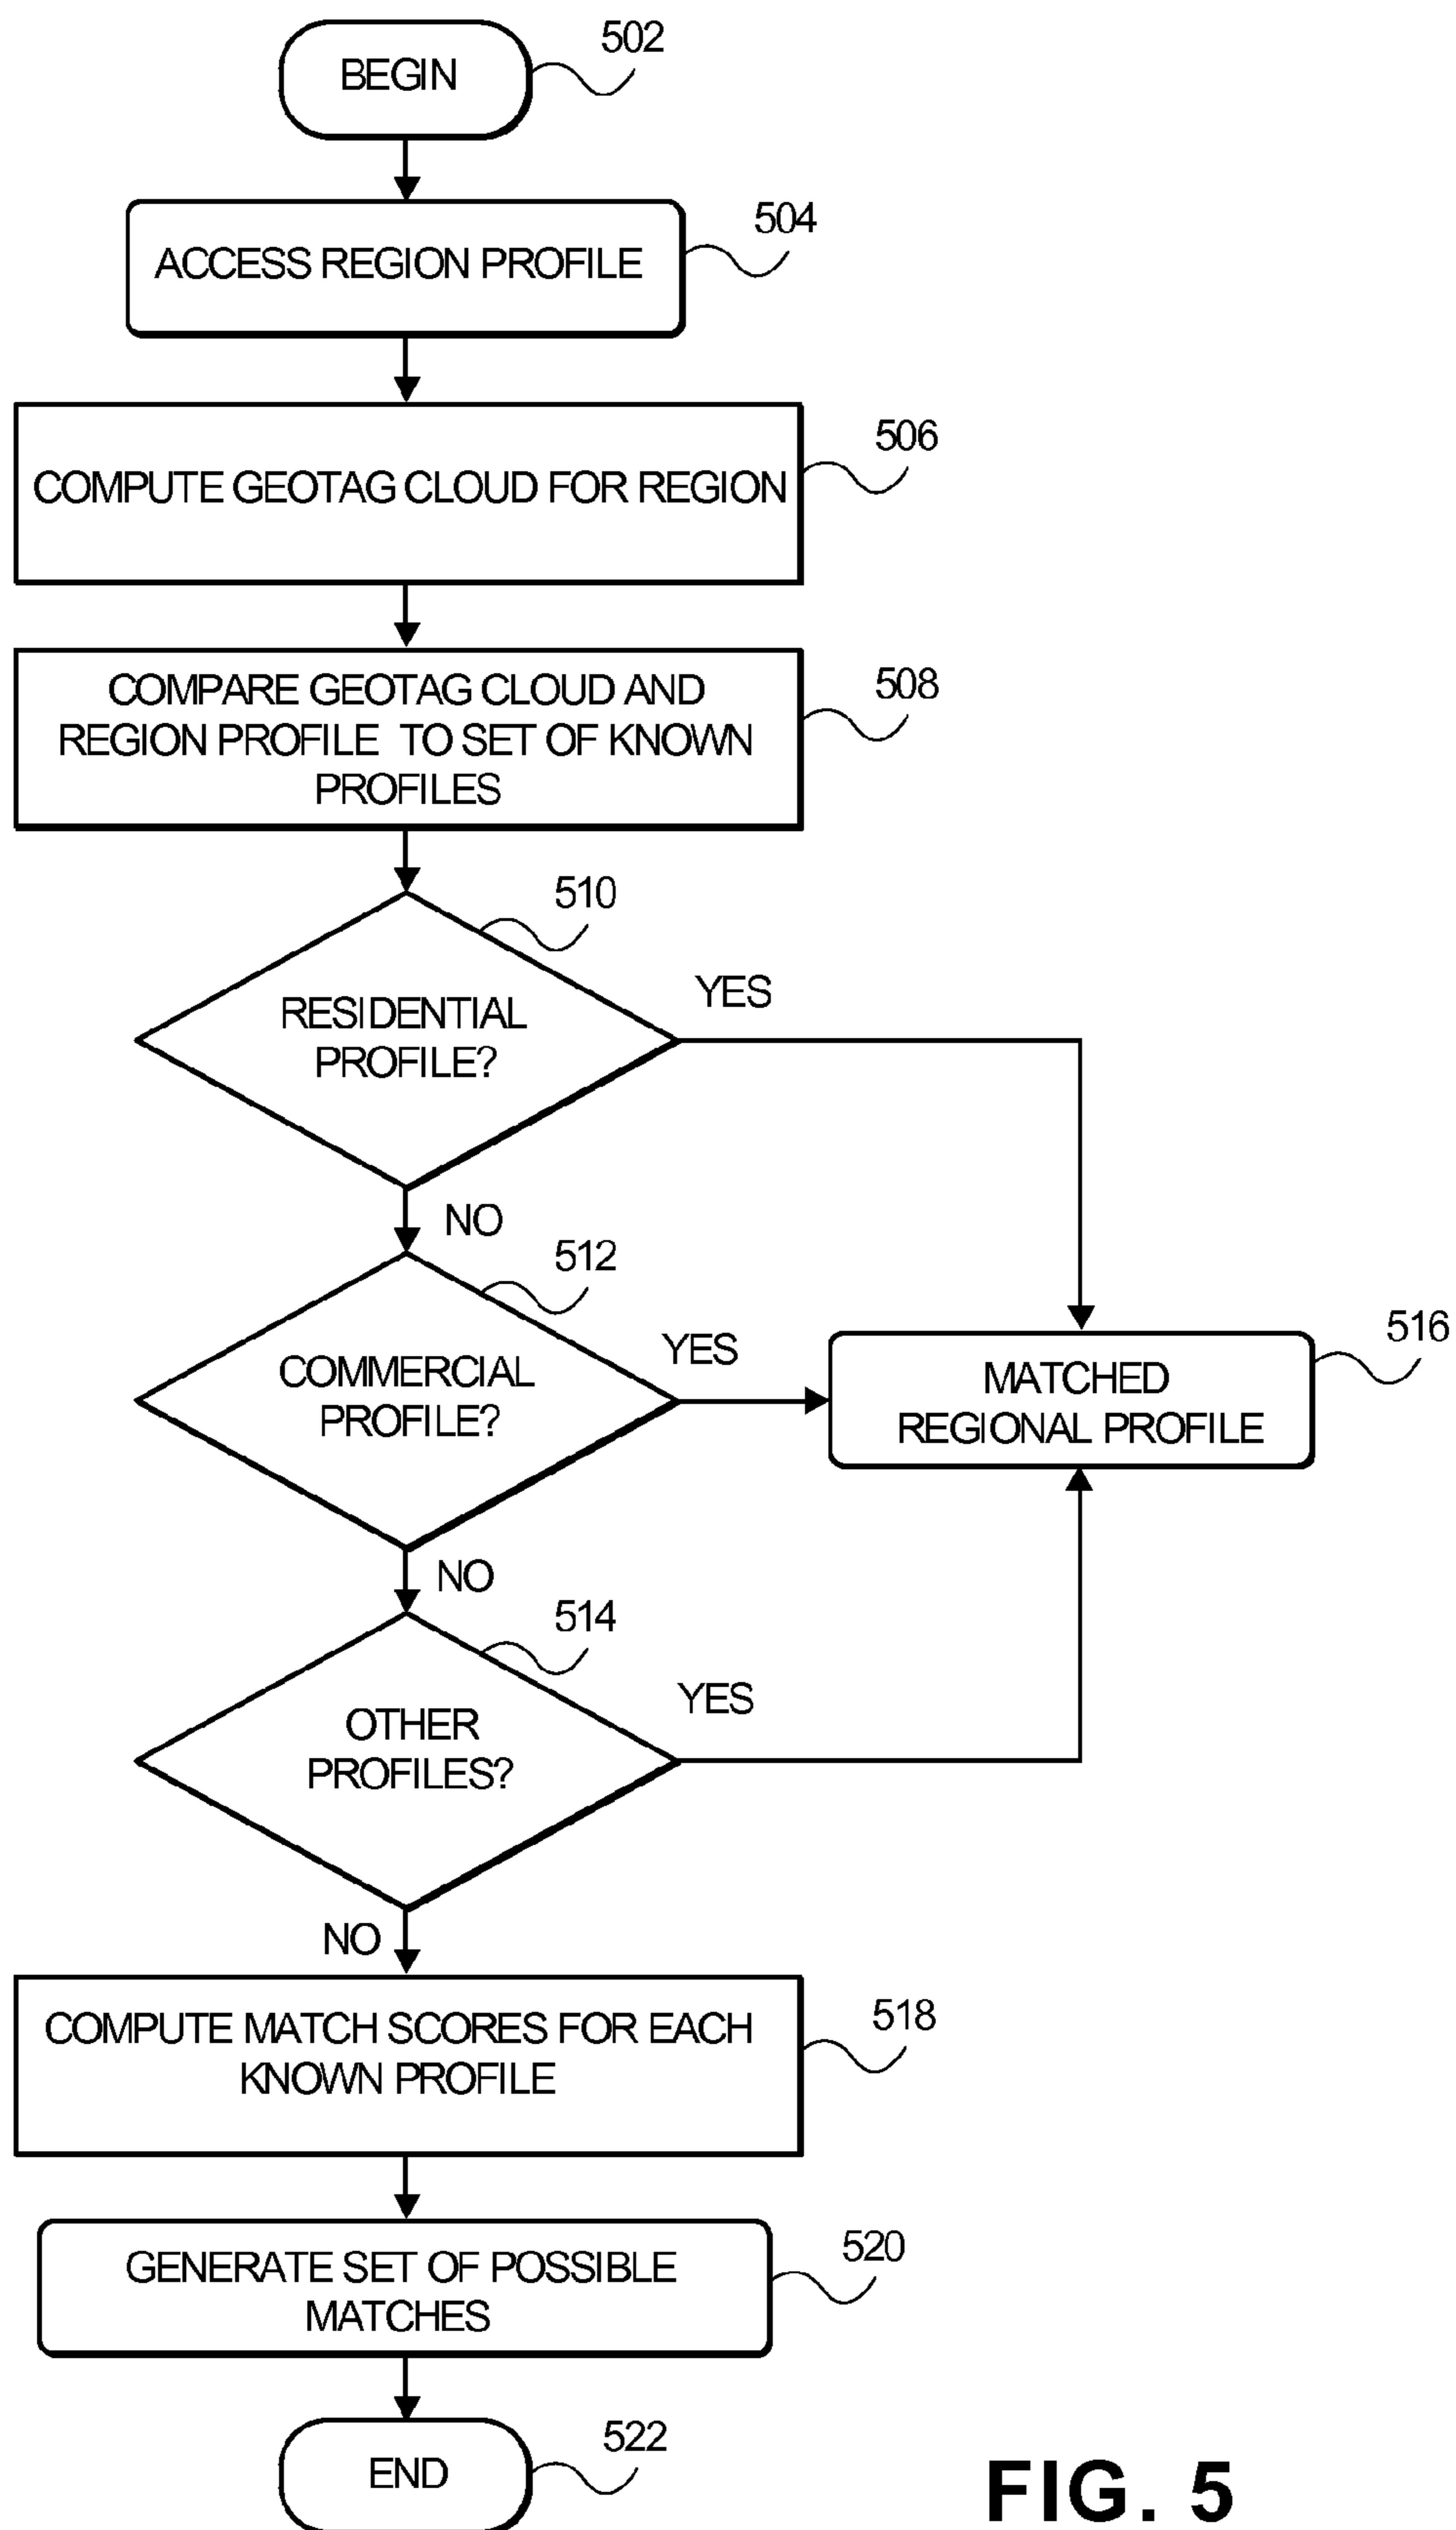 BEGIN
502
ACCESS REGION PROFILE
504
COMPUTE GEOTAG CLOUD FOR REGION
506
COMPARE GEOTAG CLOUD AND
REGION PROFILE TO SET OF KNOWN
PROFILES
508
510
RESIDENTIAL
PROFILE?
YES
NO
512
COMMERCIAL
PROFILE?
YES
MATCHED
REGIONAL PROFILE
516
NO
514
OTHER
PROFILES?
YES
NO
COMPUTE MATCH SCORES FOR EACH
KNOWN PROFILE
518
GENERATE SET OF POSSIBLE
MATCHES
520
END
522
FIG. 5